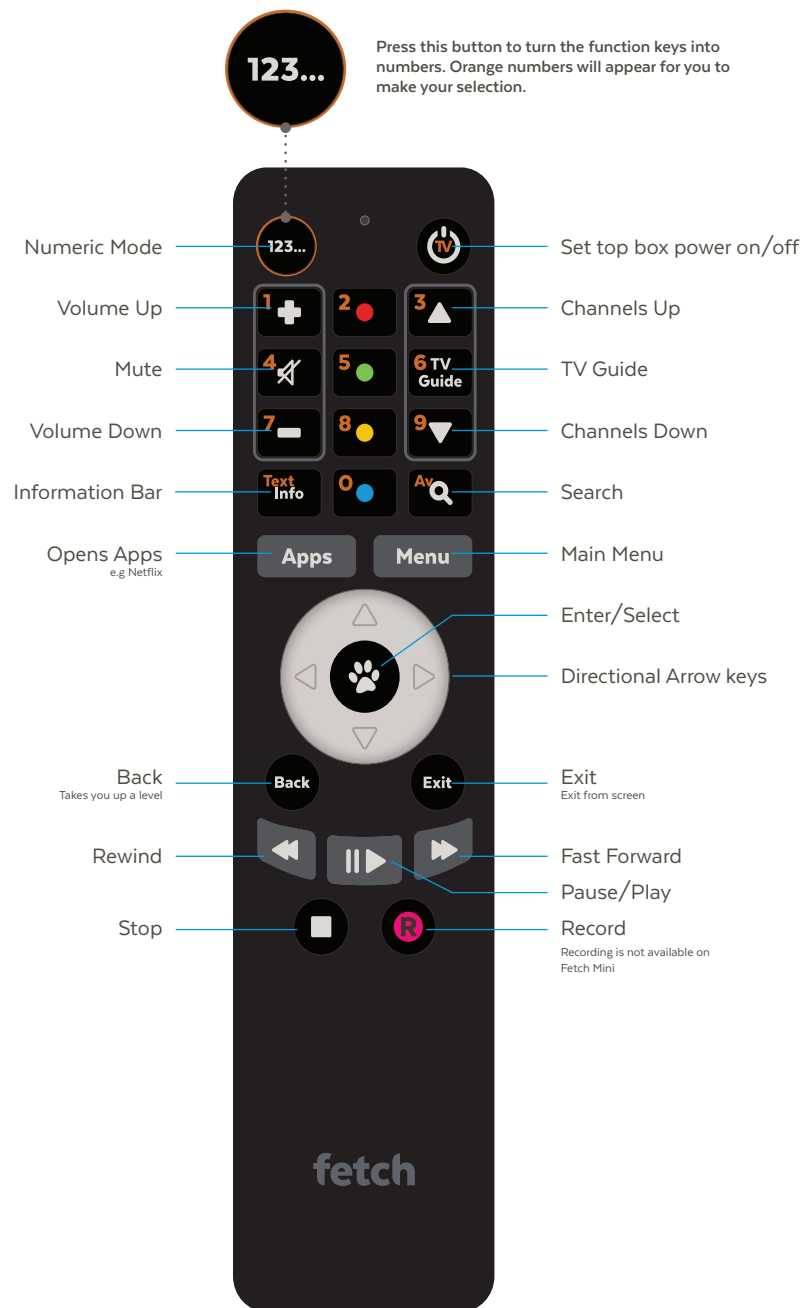 123...
Press this button to turn the function keys into
numbers. Orange numbers will appear for you to
make your selection.
Numeric Mode
123...
TV
Set top box power on/off
Volume Up
1
2
3
Channels Up
Mute
4
5
6 TV
Guide
TV Guide
Volume Down
7
8
9
Channels Down
Information Bar
Text
Info
0
Av
Search
Opens Apps
e.g Netflix
Apps
Menu
Main Menu
Enter/Select
Directional Arrow keys
Back
Takes you up a level
Back
Exit
Exit
Exit from screen
Rewind
Fast Forward
Pause/Play
Stop
R
Record
Recording is not available on
Fetch Mini
fetch